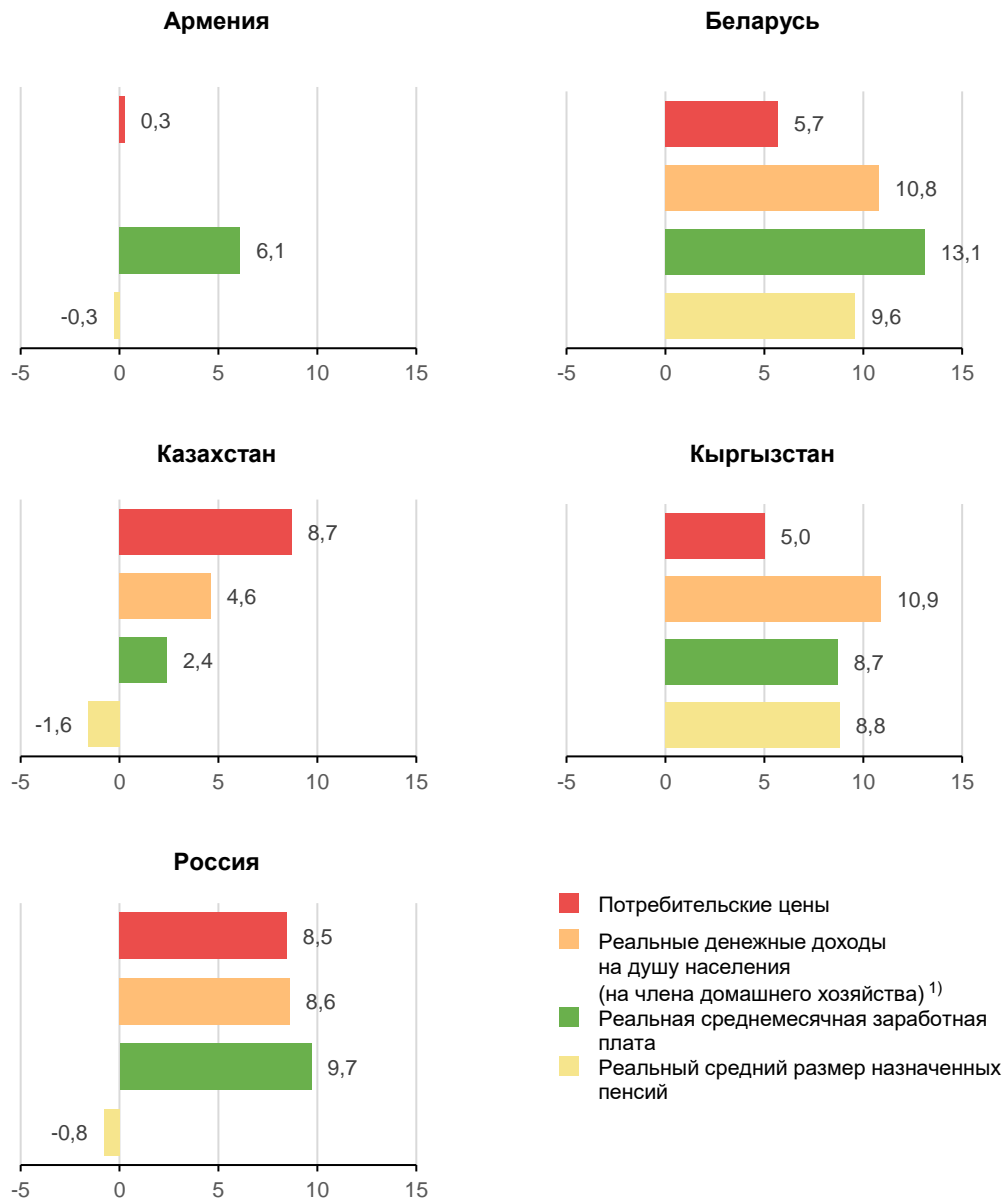 Армения
Беларусь
0,3
6,1
-0,3
-5 0 5 10 15
5,7
10,8
13,1
9,6
-5 0 5 10 15
Казахстан
Кыргызстан
8,7
4,6
2,4
-1,6
-5 0 5 10 15
5,0
10,9
8,7
8,8
-5 0 5 10 15
Россия
8,5
8,6
9,7
-0,8
-5 0 5 10 15
Потребительские цены
Реальные денежные доходы
на душу населения
(на члена домашнего хозяйства) 1)
Реальная среднемесячная заработная
плата
Реальный средний размер назначенных
пенсий